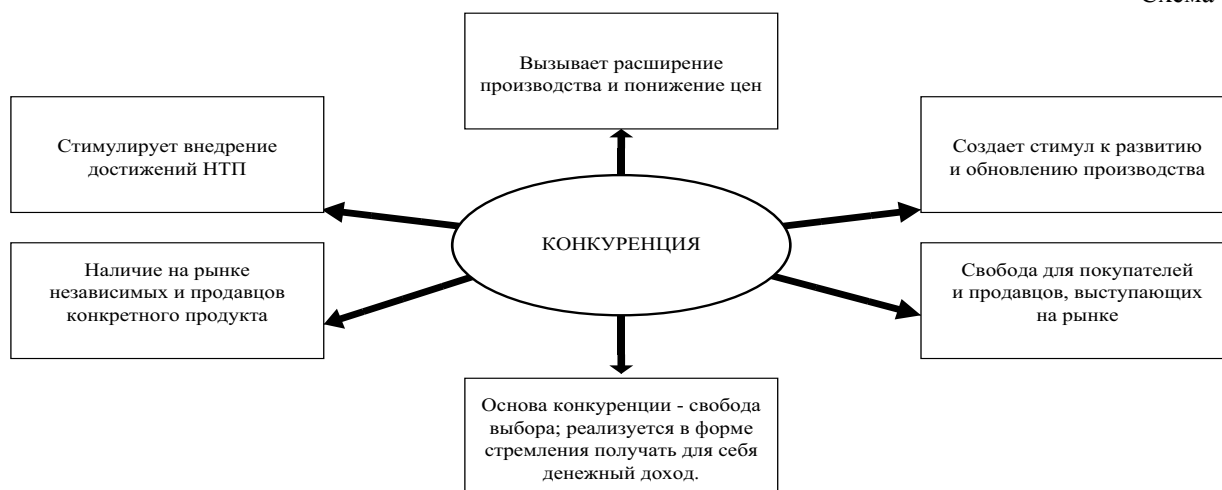 Схема
Вызывает расширение
производства и понижение цен
Стимулирует внедрение
достижений НТП
Создает стимул к развитию
и обновлению производства
КОНКУРЕНЦИЯ
Наличие на рынке
независимых и продавцов
конкретного продукта
Свобода для покупателей
и продавцов, выступающих
на рынке
Основа конкуренции - свобода
выбора; реализуется в форме
стремления получать для себя
денежный доход.